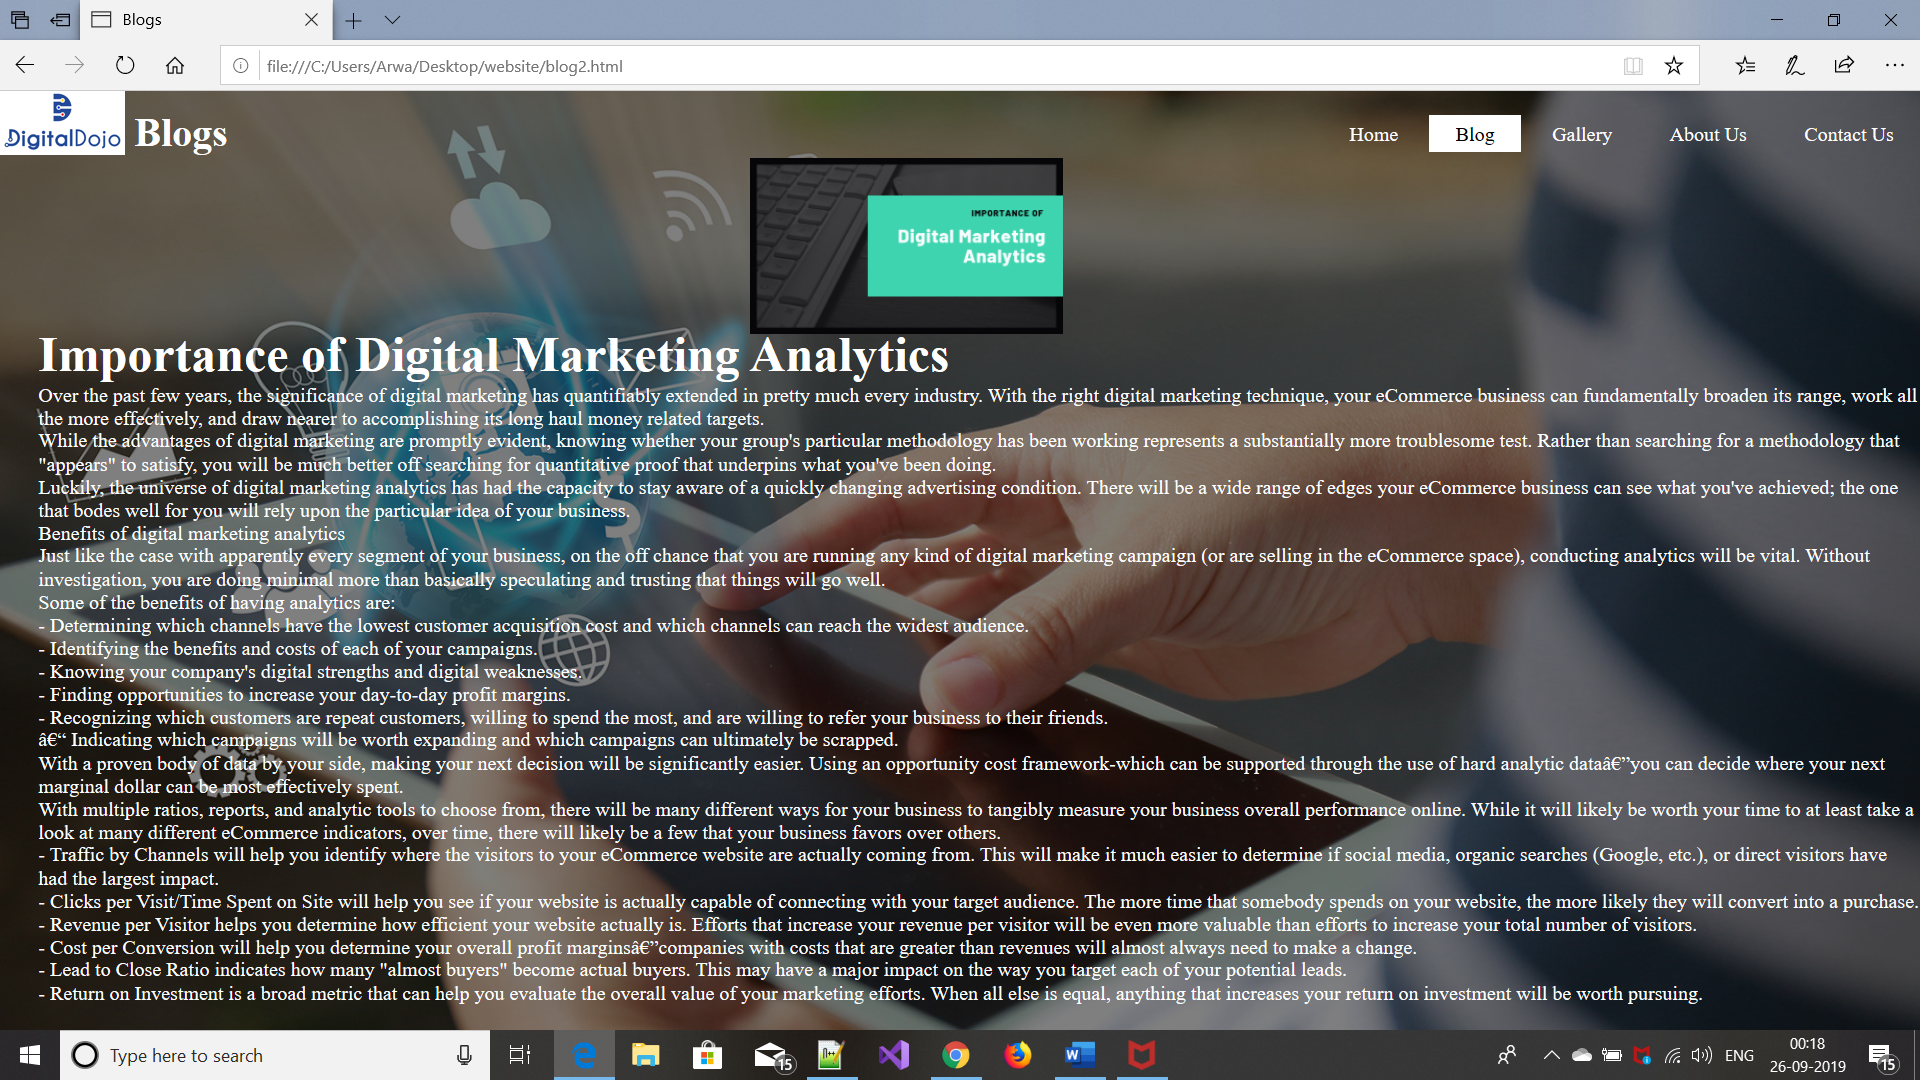 Blogs
file:///C:/Users/Arwa/Desktop/website/blog2.html
DigitalDojo
Blogs
Home
Blog
Gallery
About Us
Contact Us
IMPORTANCE OF
Digital Marketing
Analytics
Importance of Digital Marketing Analytics
Over the past few years, the significance of digital marketing has quantifiably extended in pretty much every industry. With the right digital marketing technique, your eCommerce business can fundamentally broaden its range, work all
the more effectively, and draw nearer to accomplishing its long haul money related targets.
While the advantages of digital marketing are promptly evident, knowing whether your group's particular methodology has been working represents a substantially more troublesome test. Rather than searching for a methodology that
"appears" to satisfy, you will be much better off searching for quantitative proof that underpins what you've been doing.
Luckily, the universe of digital marketing analytics has had the capacity to stay aware of a quickly changing advertising condition. There will be a wide range of edges your eCommerce business can see what you've achieved; the one
that bodes well for you will rely upon the particular idea of your business.
Benefits of digital marketing analytics
Just like the case with apparently every segment of your business, on the off chance that you are running any kind of digital marketing campaign (or are selling in the eCommerce space), conducting analytics will be vital. Without
investigation, you are doing minimal more than basically speculating and trusting that things will go well.
Some of the benefits of having analytics are:
- Determining which channels have the lowest customer acquisition cost and which channels can reach the widest audience.
- Identifying the benefits and costs of each of your campaigns.
- Knowing your company's digital strengths and digital weaknesses.
- Finding opportunities to increase your day-to-day profit margins.
- Recognizing which customers are repeat customers, willing to spend the most, and are willing to refer your business to their friends.
â€“ Indicating which campaigns will be worth expanding and which campaigns can ultimately be scrapped.
With a proven body of data by your side, making your next decision will be significantly easier. Using an opportunity cost framework-which can be supported through the use of hard analytic dataâ€”you can decide where your next
marginal dollar can be most effectively spent.
With multiple ratios, reports, and analytic tools to choose from, there will be many different ways for your business to tangibly measure your business overall performance online. While it will likely be worth your time to at least take a
look at many different eCommerce indicators, over time, there will likely be a few that your business favors over others.
- Traffic by Channels will help you identify where the visitors to your eCommerce website are actually coming from. This will make it much easier to determine if social media, organic searches (Google, etc.), or direct visitors have
had the largest impact.
- Clicks per Visit/Time Spent on Site will help you see if your website is actually capable of connecting with your target audience. The more time that somebody spends on your website, the more likely they will convert into a purchase.
- Revenue per Visitor helps you determine how efficient your website actually is. Efforts that increase your revenue per visitor will be even more valuable than efforts to increase your total number of visitors.
- Cost per Conversion will help you determine your overall profit marginsâ€”companies with costs that are greater than revenues will almost always need to make a change.
- Lead to Close Ratio indicates how many "almost buyers" become actual buyers. This may have a major impact on the way you target each of your potential leads.
- Return on Investment is a broad metric that can help you evaluate the overall value of your marketing efforts. When all else is equal, anything that increases your return on investment will be worth pursuing.
Type here to search
15
ENG
00:18
26-09-2019
15